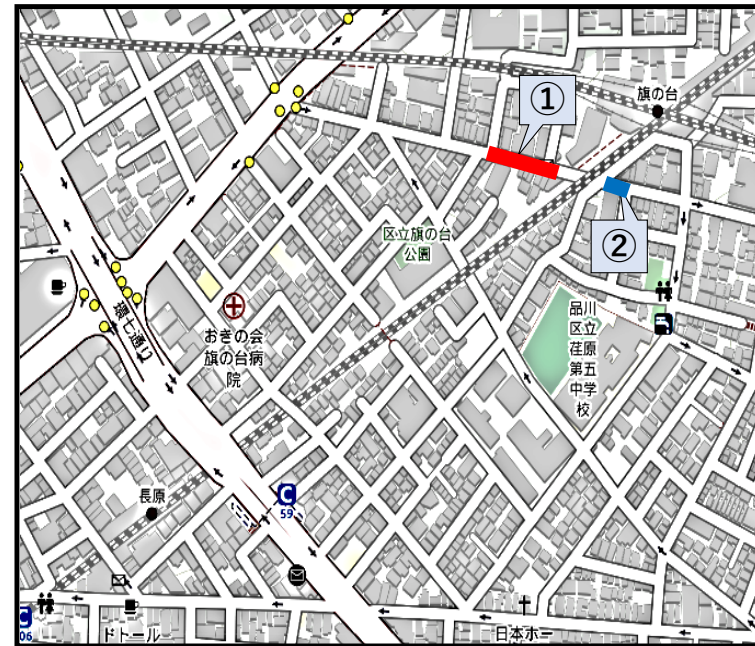 旗の台
①
②
区立旗の台
公園
環七通り
おきの会
旗の台病
院
品川
区立
荏原
第五
中学
校
長原
C
59
C
06
ドトール
日本ホー